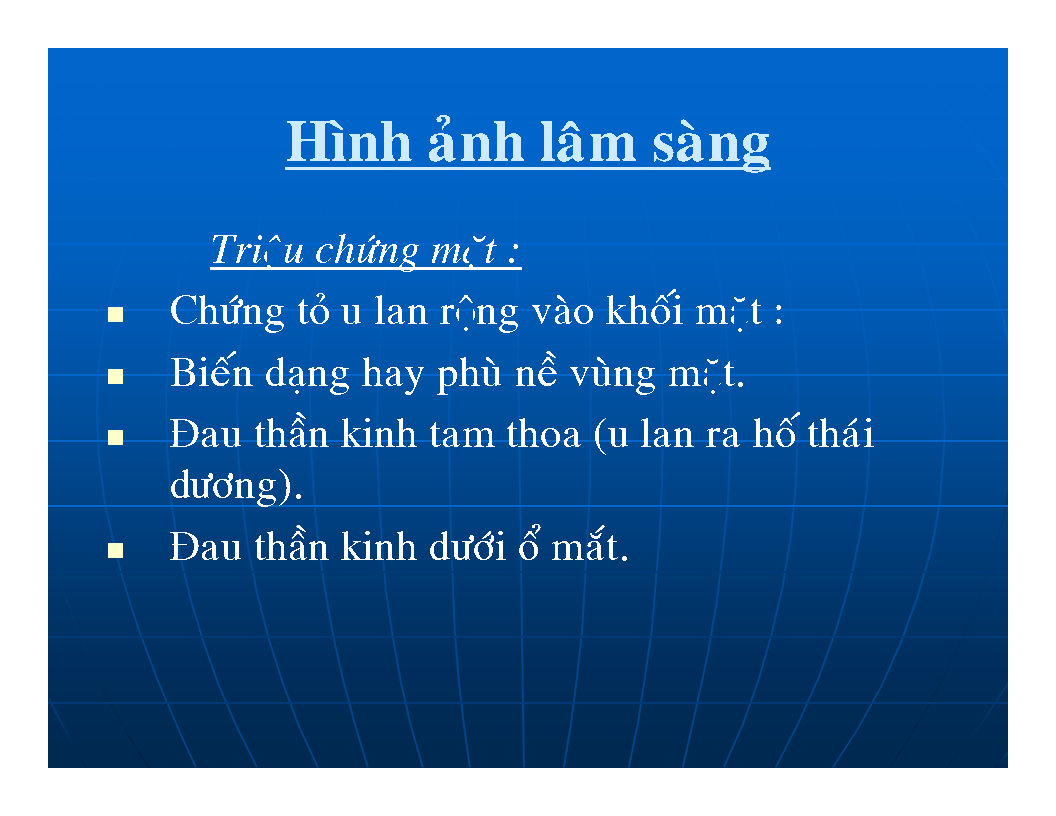 Hình ảnh lâm sàng
Triệu chứng mặt :
Chứng tỏ u lan rộng vào khối mặt :
Biến dạng hay phù nề vùng mặt.
Đau thần kinh tam thoa (u lan ra hố thái
dương).
Đau thần kinh dưới ổ mắt.